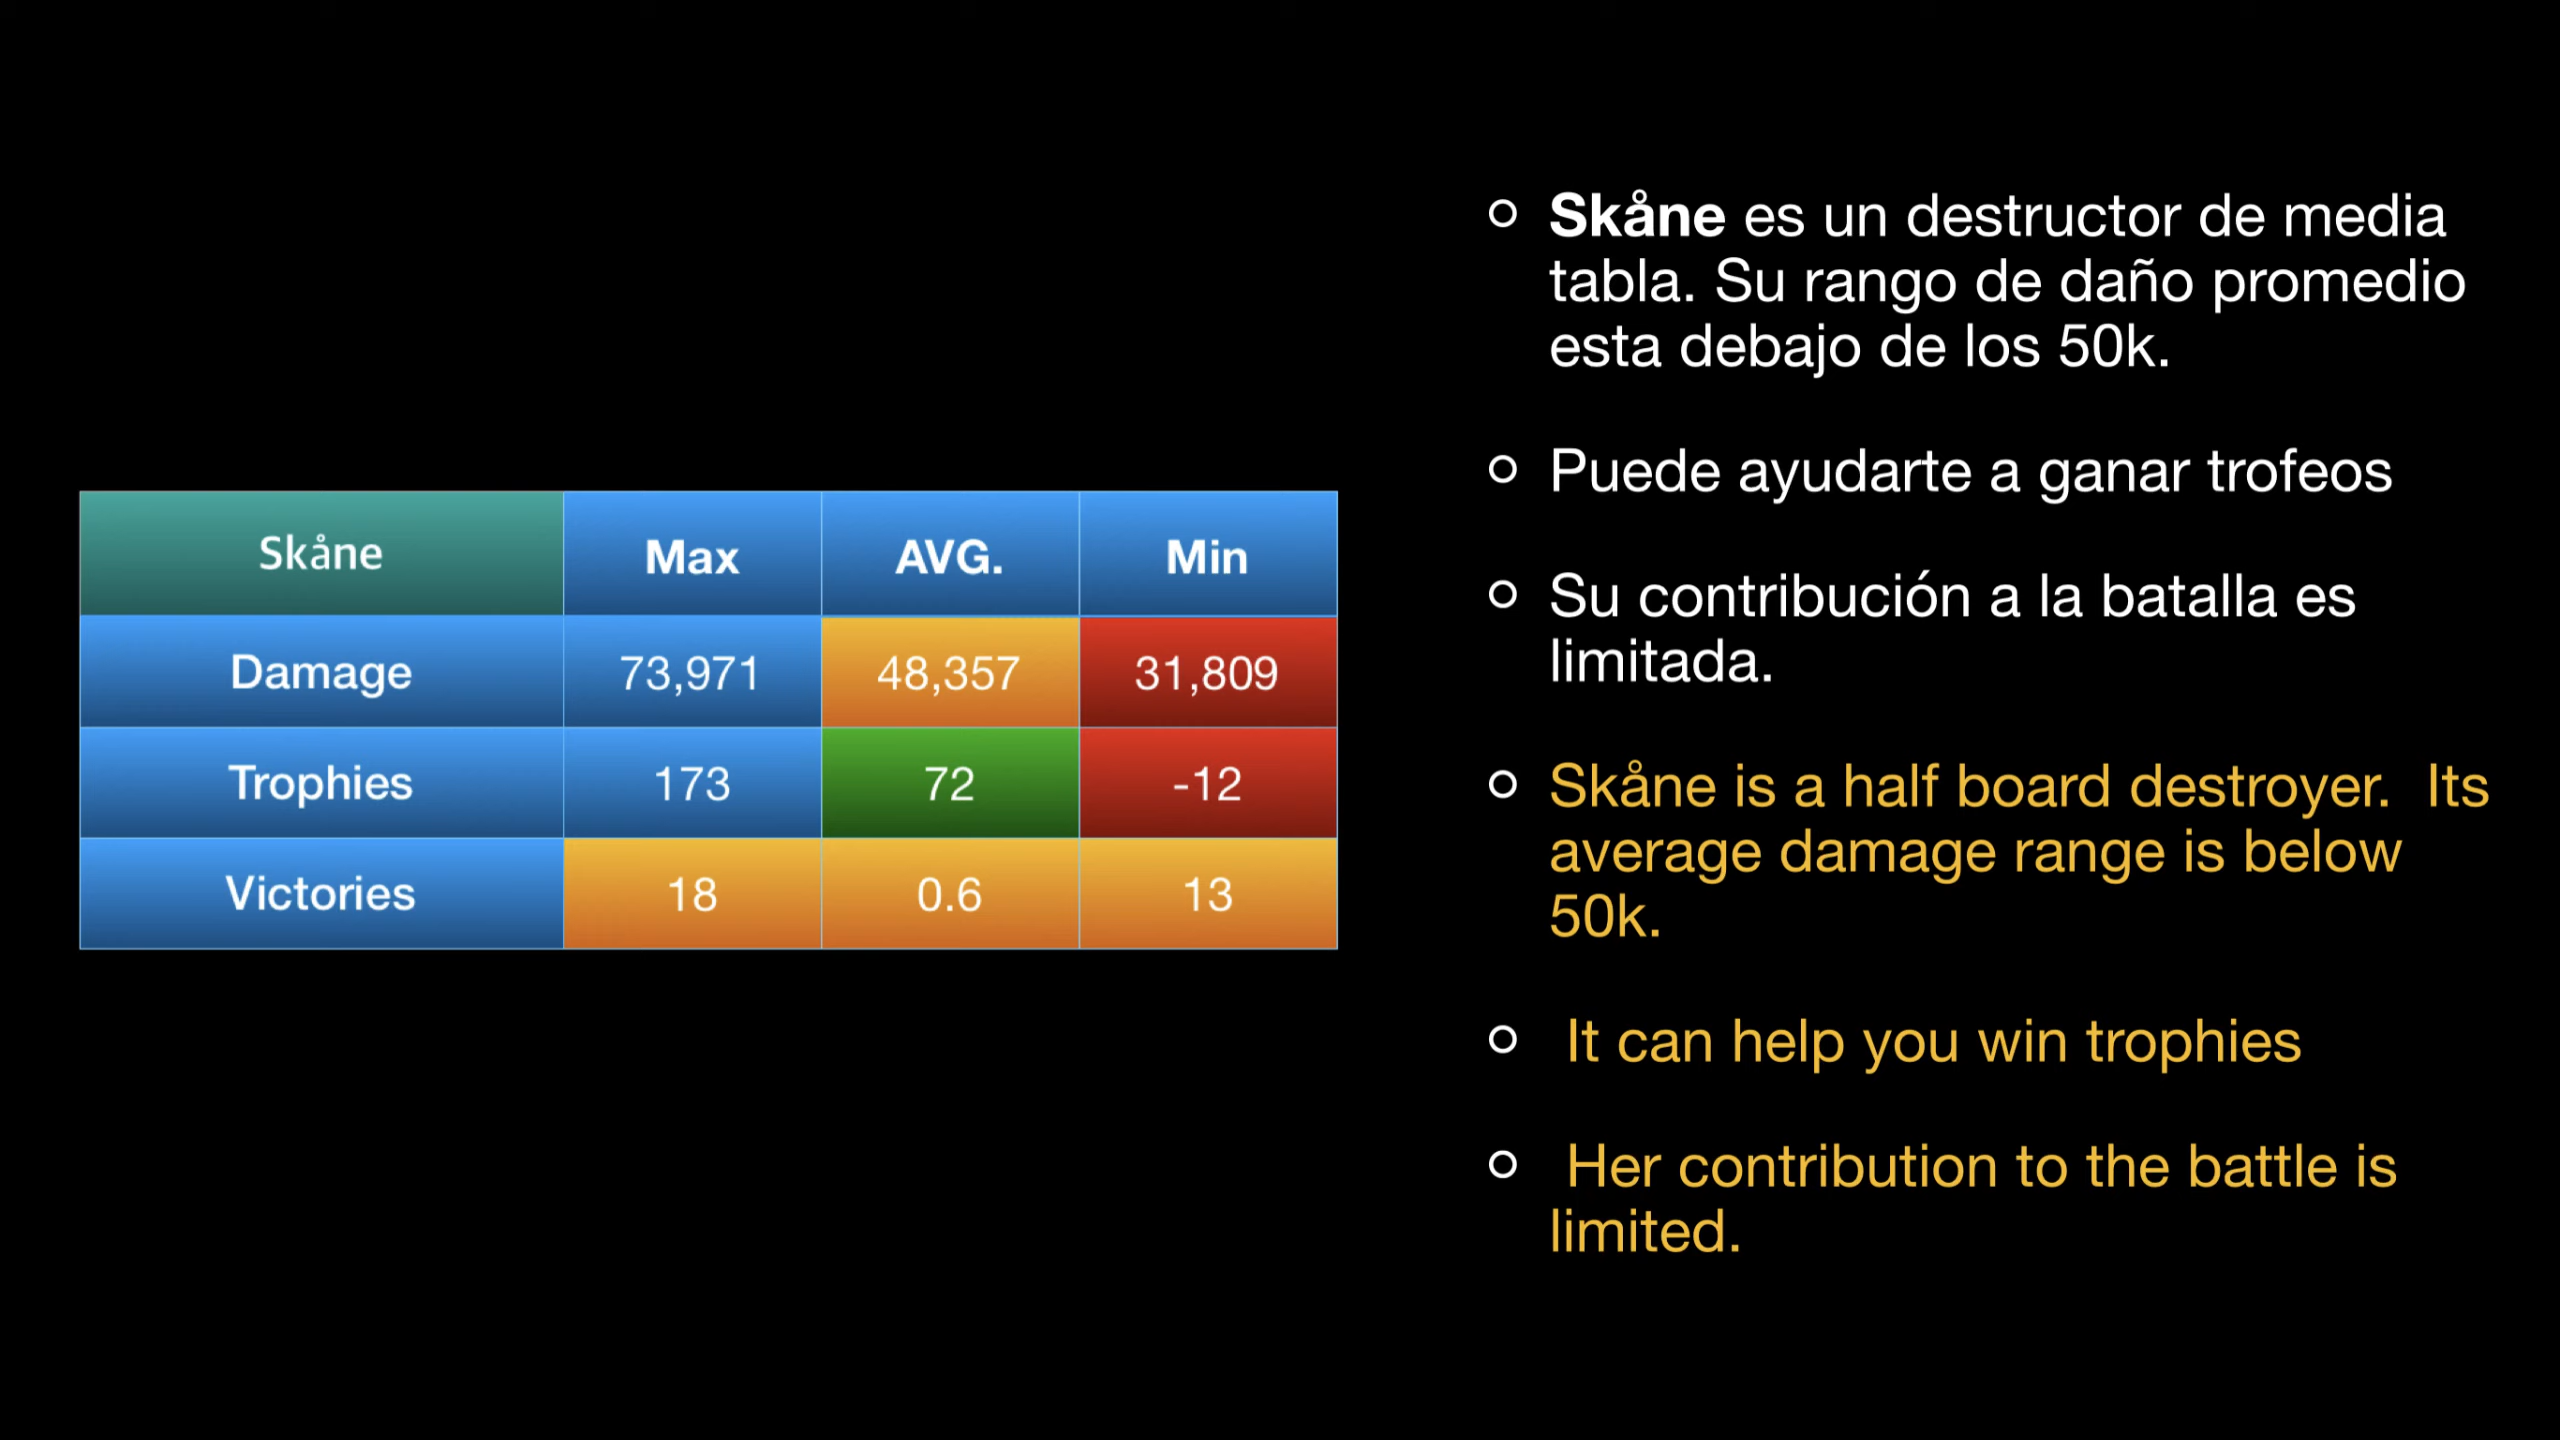 Skåne Max AVG. Min
Damage 73,971 48,357 31,809
Trophies 173 72 -12
Victories 18 0.6 13
Skåne es un destructor de media
tabla. Su rango de daño promedio
esta debajo de los 50k.
Puede ayudarte a ganar trofeos
Su contribución a la batalla es
limitada.
Skåne is a half board destroyer.  Its
average damage range is below
50k.
It can help you win trophies
Her contribution to the battle is
limited.